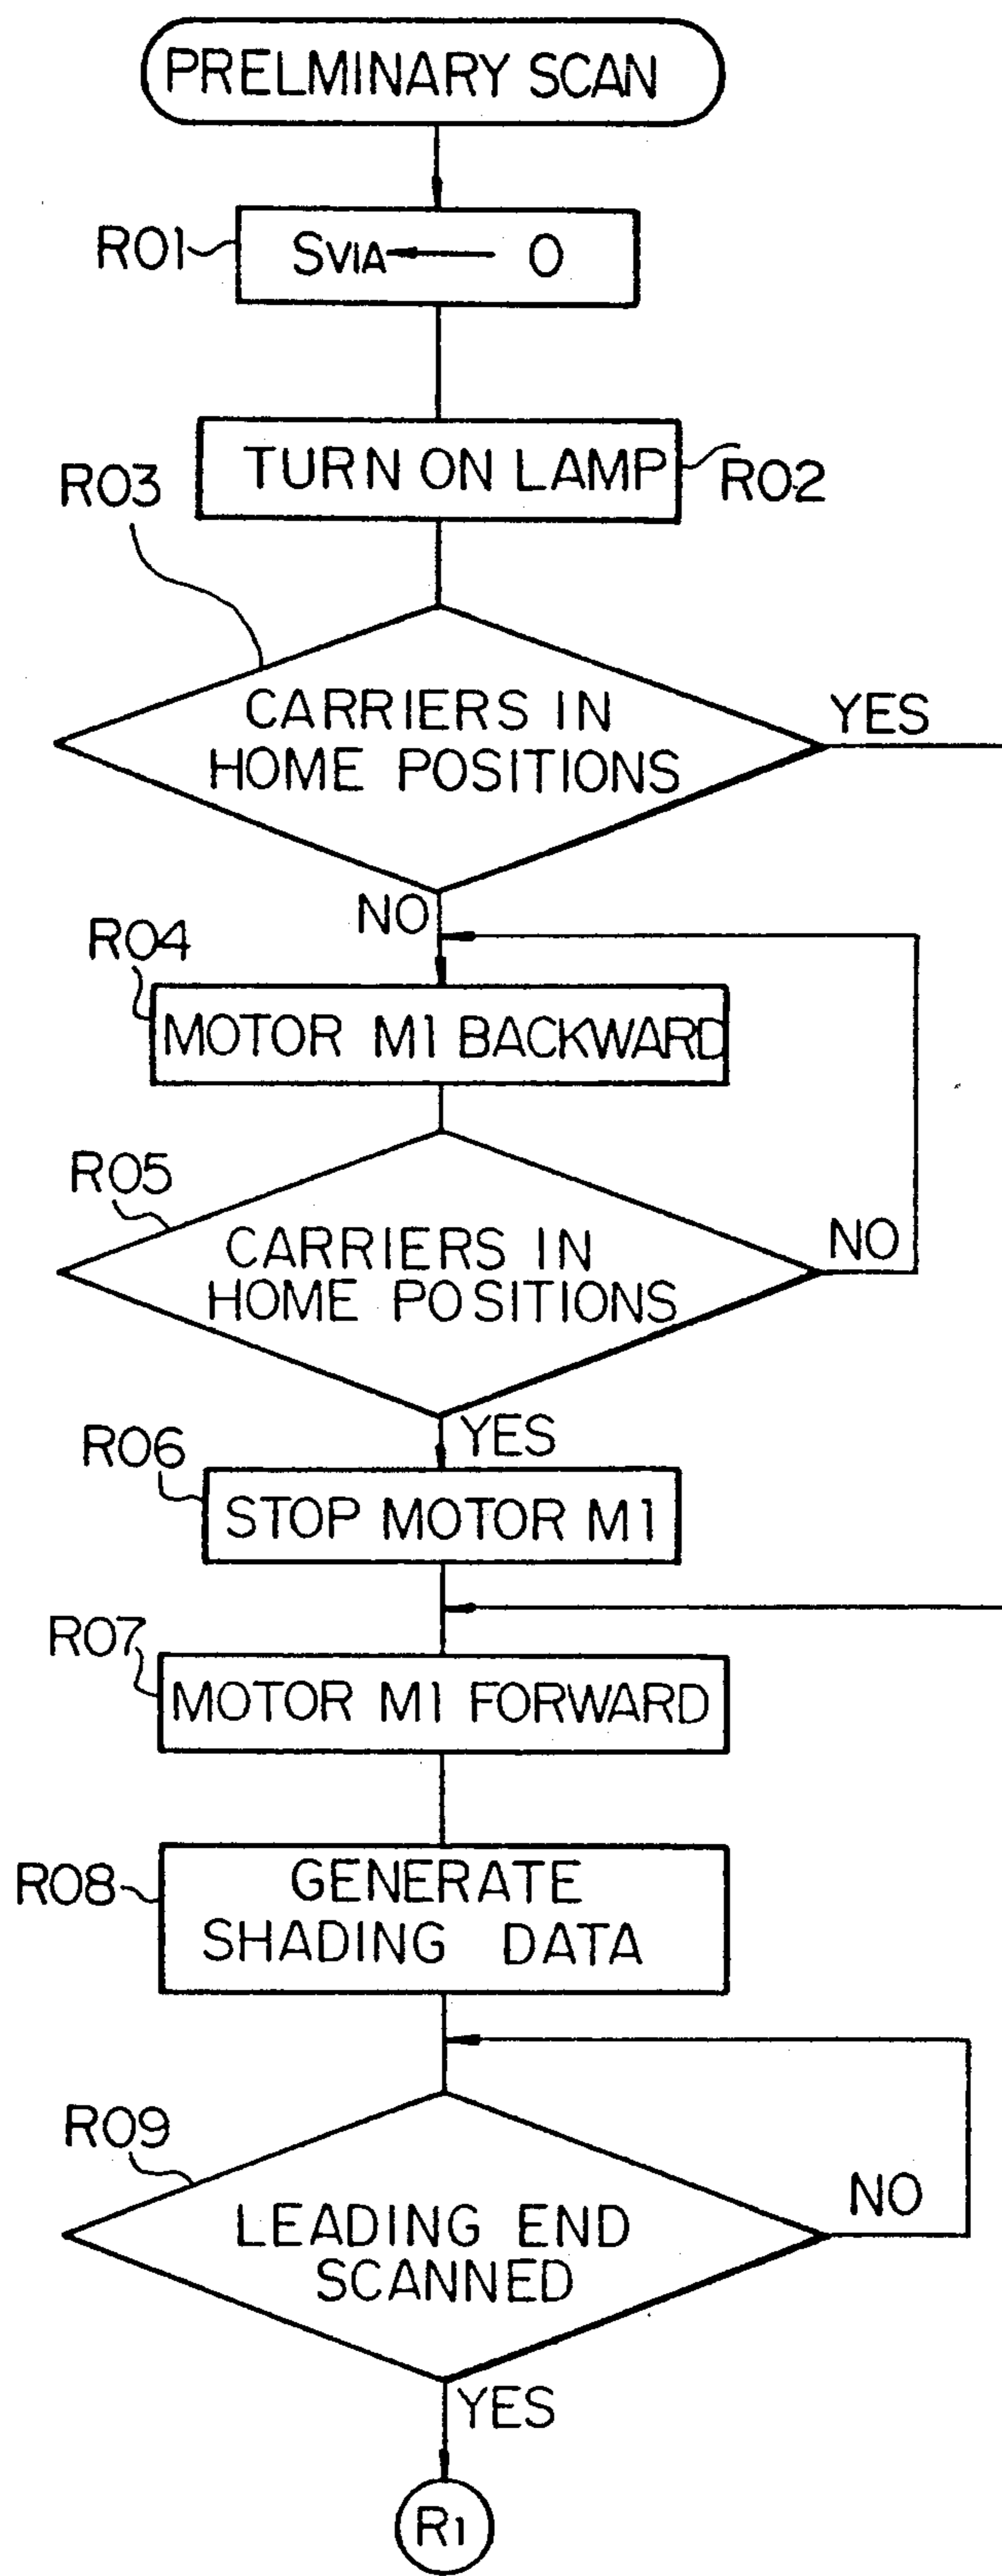 PRELMINARY SCAN
R01
SVIA ← 0
TURN ON LAMP
R02
R03
CARRIERS IN
HOME POSITIONS
YES
NO
R04
MOTOR M1 BACKWARD
R05
CARRIERS IN
HOME POSITIONS
NO
YES
R06
STOP MOTOR M1
R07
MOTOR M1 FORWARD
R08
GENERATE
SHADING DATA
R09
LEADING END
SCANNED
NO
YES
R1